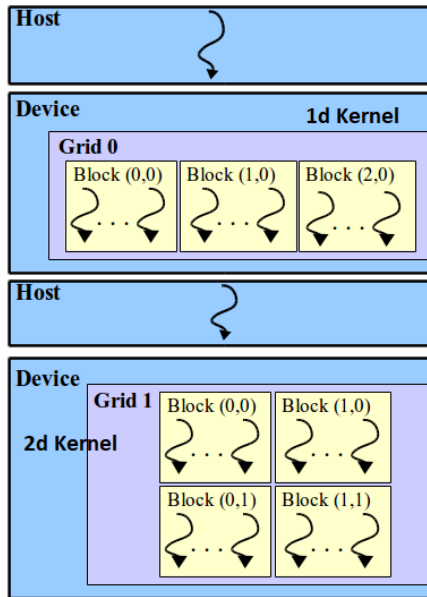 Host
Device
1d Kernel
Grid 0
Block (0,0) Block (1,0) Block (2,0)
. . . . . . . . .
Host
Device
Grid 1
Block (0,0) Block (1,0)
2d Kernel
. . . . . .
Block (0,1) Block (1,1)
. . . . . .